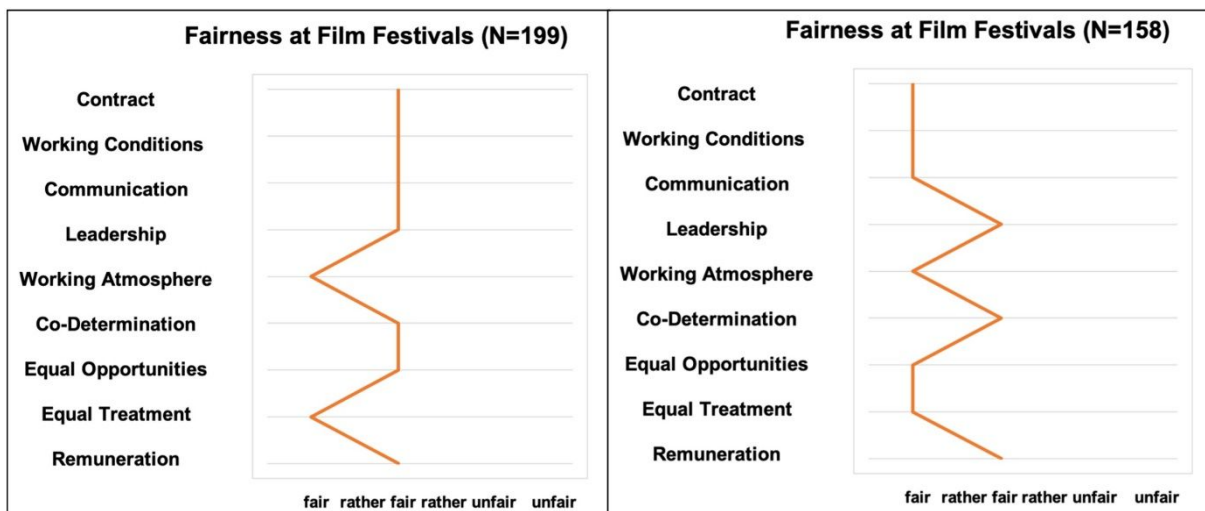 Fairness at Film Festivals (N=199)
Contract
Working Conditions
Communication
Leadership
Working Atmosphere
Co-Determination
Equal Opportunities
Equal Treatment
Remuneration
fair rather fair rather unfair unfair
Fairness at Film Festivals (N=158)
Contract
Working Conditions
Communication
Leadership
Working Atmosphere
Co-Determination
Equal Opportunities
Equal Treatment
Remuneration
fair rather fair rather unfair unfair